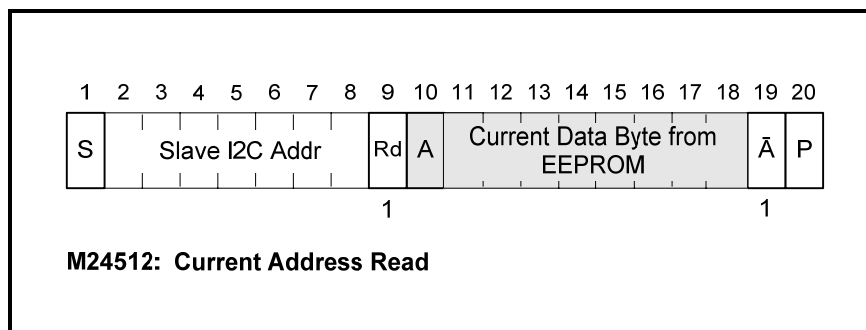 1 2 3 4 5 6 7 8 9 10 11 12 13 14 15 16 17 18 19 20
S Slave I2C Addr Rd A Current Data Byte from Ā P
EEPROM
1 1
M24512: Current Address Read